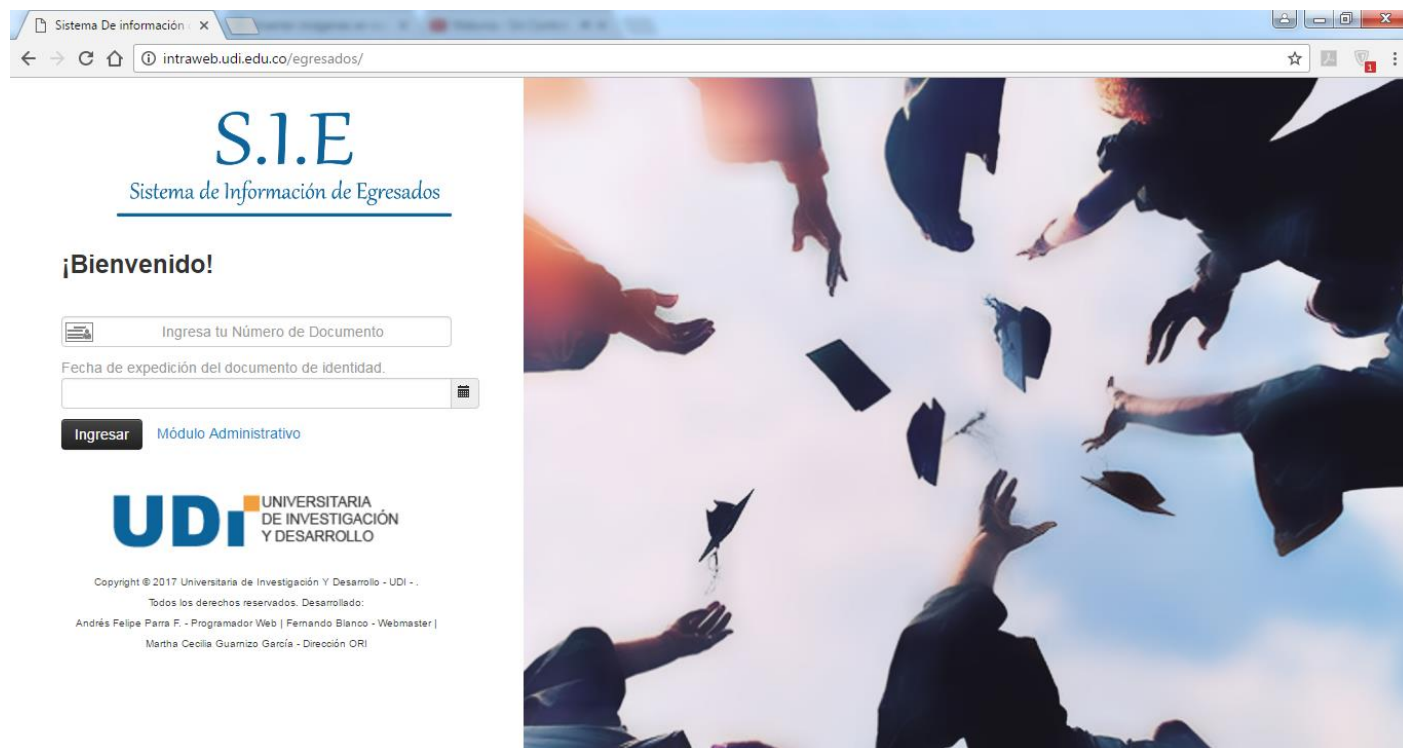 Sistema De información
intraweb.udi.edu.co/egresados/
1
S.I.E
Sistema de Información de Egresados
¡Bienvenido!
Ingresa tu Número de Documento
Fecha de expedición del documento de identidad.
Ingresar Módulo Administrativo
UDi
UNIVERSITARIA
DE INVESTIGACIÓN
Y DESARROLLO
Copyright © 2017 Universitaria de Investigación Y Desarrollo - UDI - .
Todos los derechos reservados. Desarrollado:
Andrés Felipe Parra F. - Programador Web | Fernando Blanco - Webmaster |
Martha Cecilia Guarnizo García - Dirección ORI